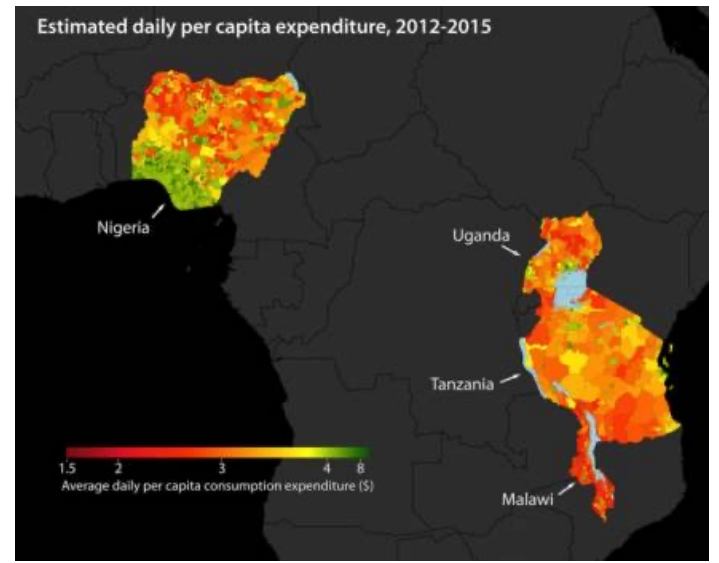 Estimated daily per capita expenditure, 2012-2015
Nigeria
Uganda
Tanzania
Malawi
1.5 2 3 4 8
Average daily per capita consumption expenditure ($)